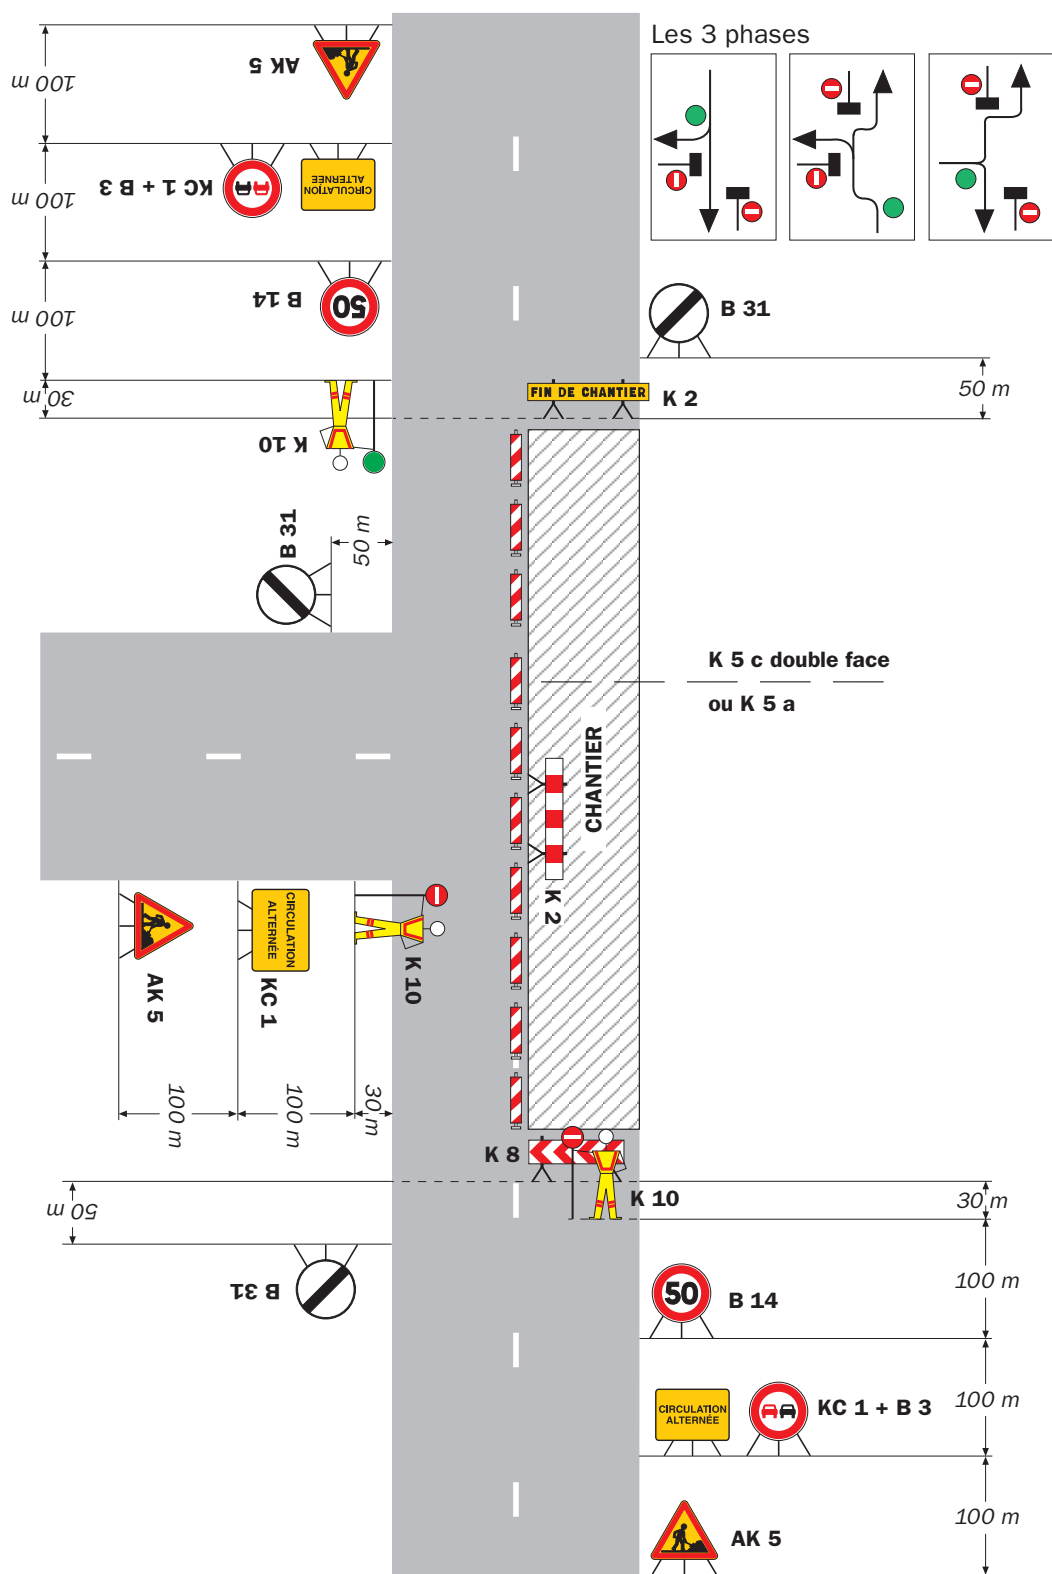 Les 3 phases
100 m
AK 5
100 m
KC 1 + B 3
CIRCULATION
ALTERNÉE
100 m
B 14
50
30 m
K 10
B 31
50 m
FIN DE CHANTIER
K 2
B 31
50 m
K 5 c double face
ou K 5 a
CHANTIER
K 2
AK 5
KC 1
CIRCULATION
ALTERNÉE
K 10
100 m
100 m
30 m
K 8
K 10
30 m
50 m
B 31
100 m
50
B 14
100 m
CIRCULATION
ALTERNÉE
KC 1 + B 3
100 m
AK 5